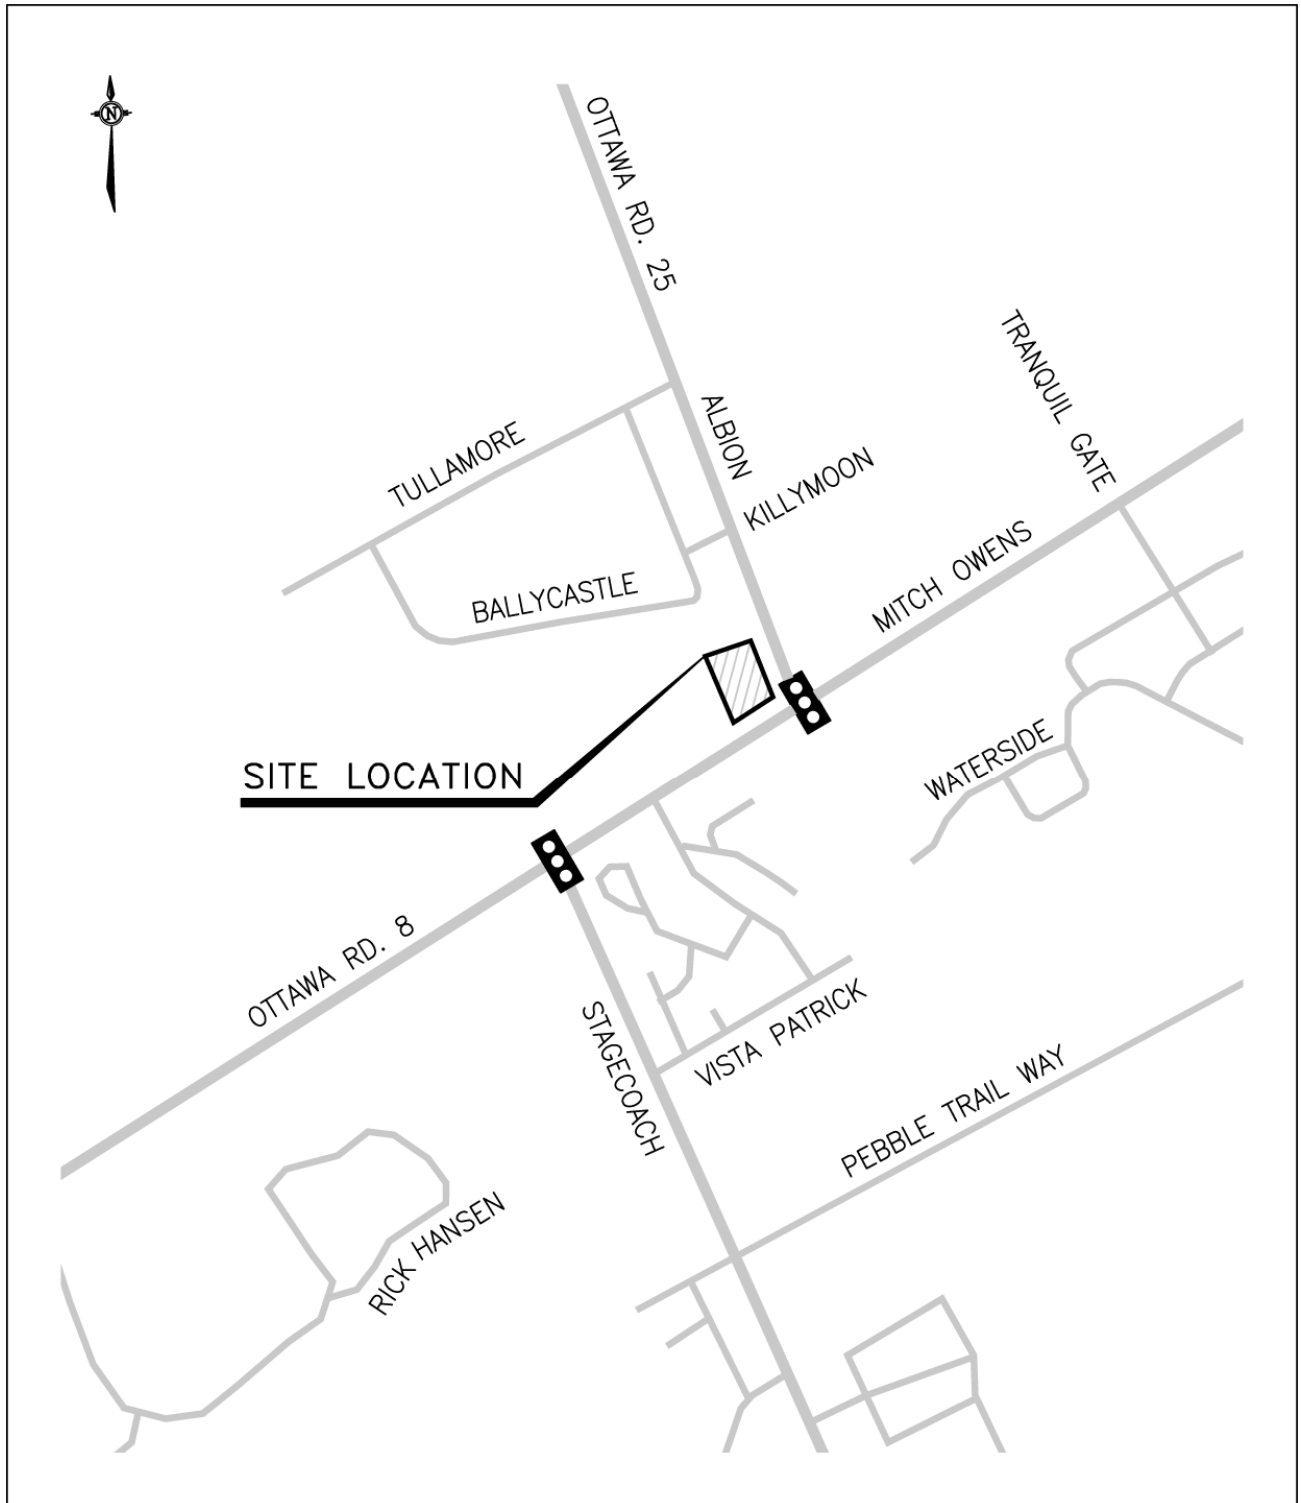 N
OTTAWA RD. 25
TRANQUIL GATE
ALBION
TULLAMORE
KILLYMOON
MITCH OWENS
BALLYCASTLE
WATERSIDE
SITE LOCATION
OTTAWA RD. 8
VISTA PATRICK
STAGECOACH
PEBBLE TRAIL WAY
RICK HANSEN